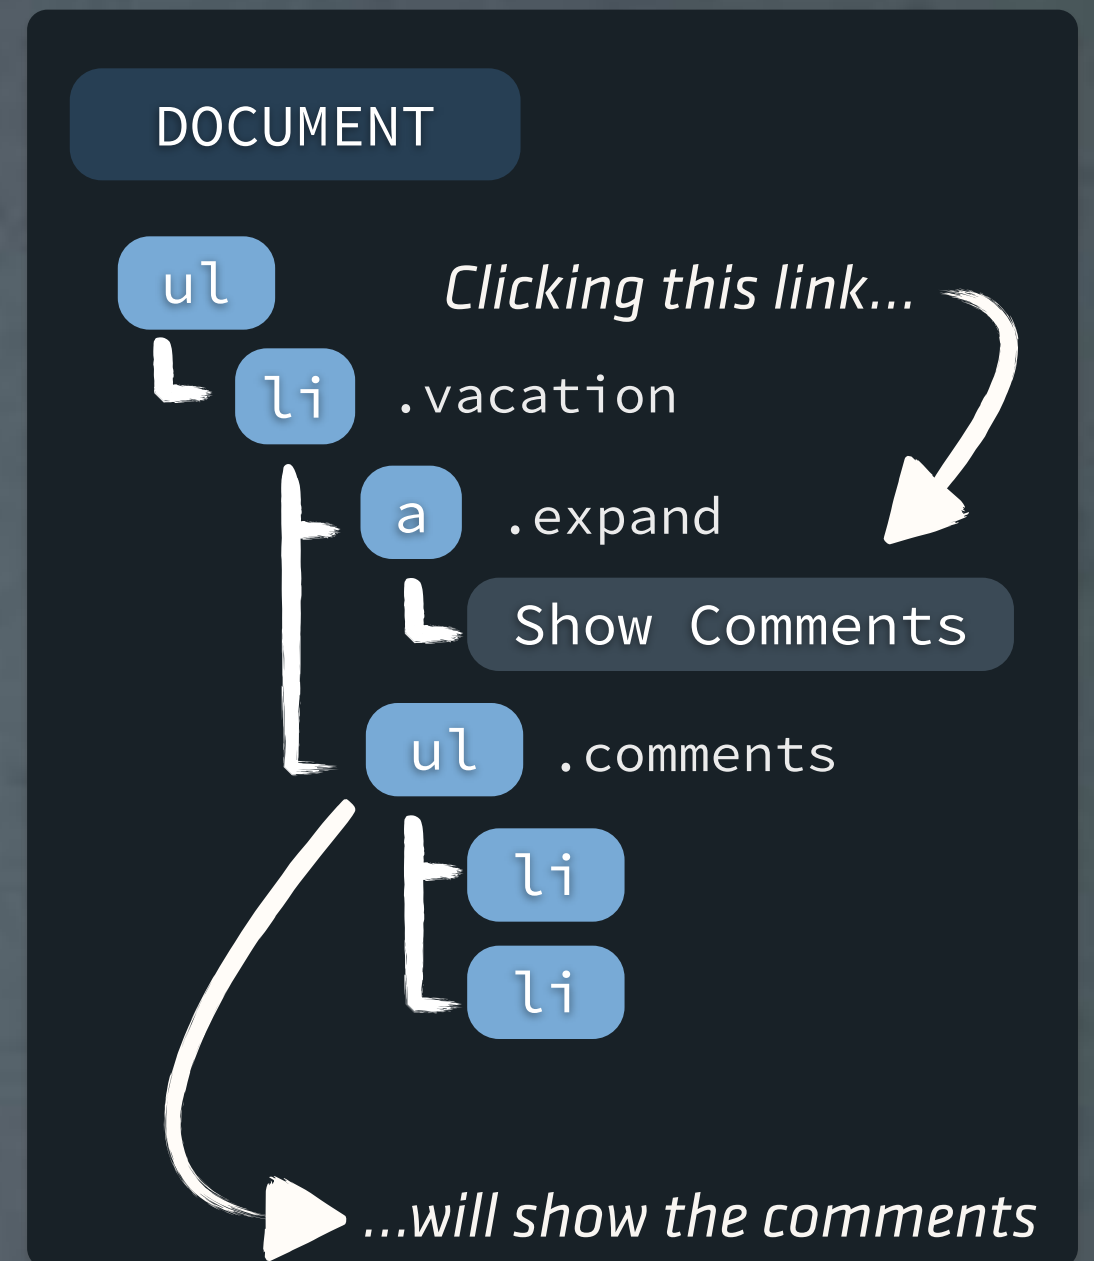 DOCUMENT
ul
Clicking this link...
li .vacation
a .expand
Show Comments
ul .comments
li
li
...will show the comments